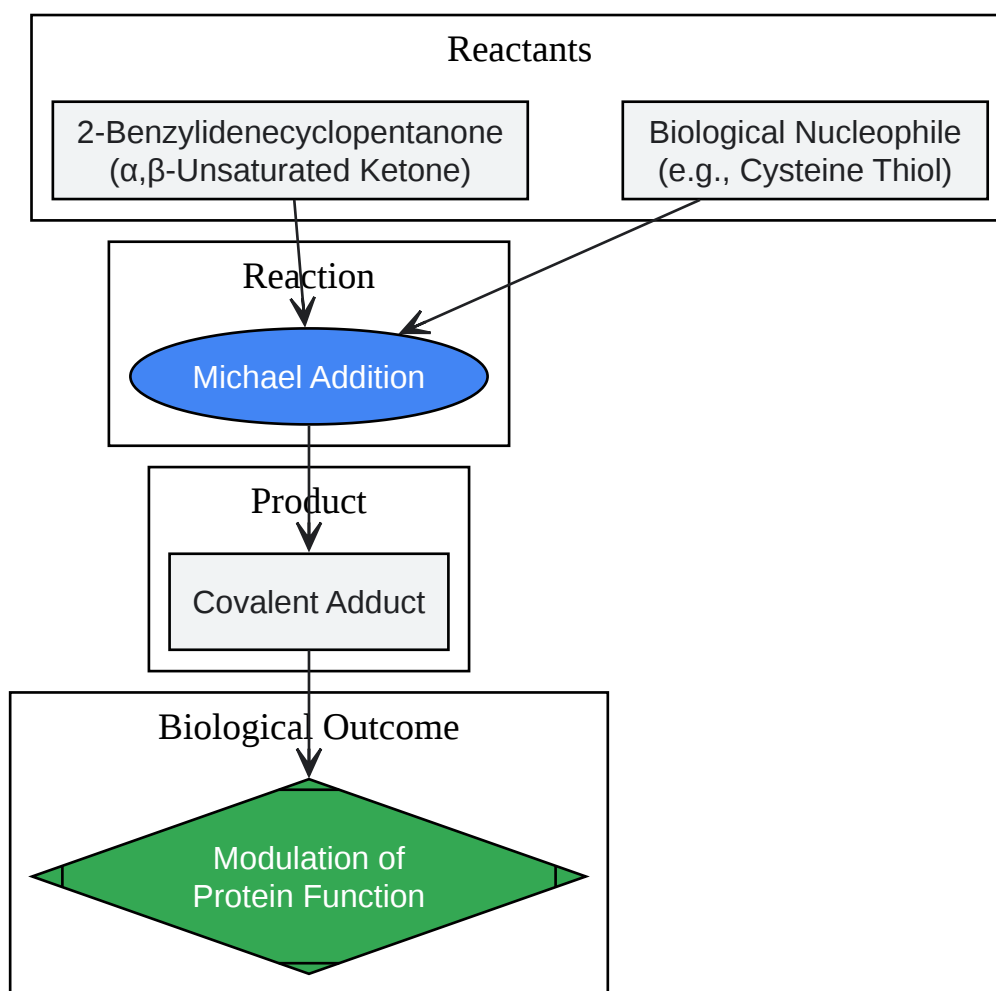 Reactants
2-Benzylidenecyclopentanone
(α,β-Unsaturated Ketone)
Biological Nucleophile
(e.g., Cysteine Thiol)
Reaction
Michael Addition
Product
Covalent Adduct
Biological Outcome
Modulation of
Protein Function